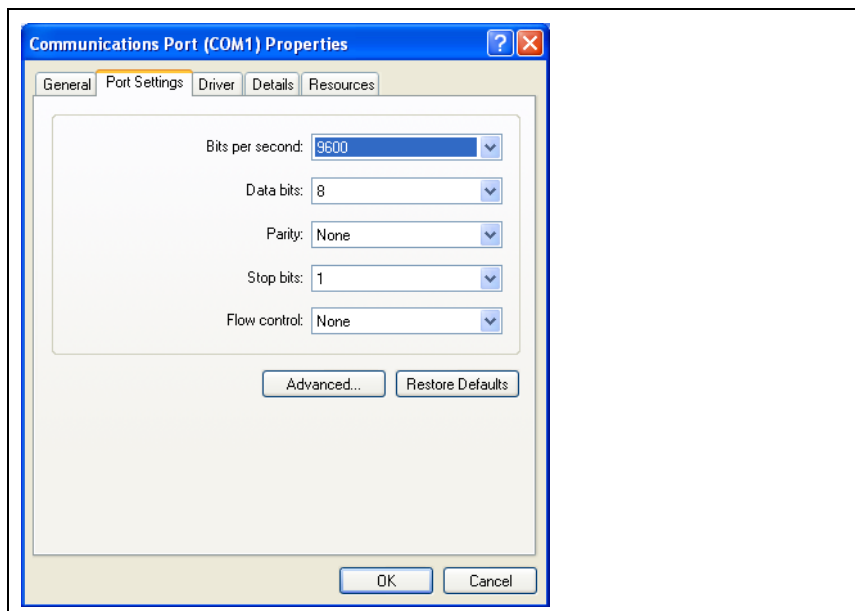 Communications Port (COM1) Properties
General Port Settings Driver Details Resources
Bits per second: 9600
Data bits: 8
Parity: None
Stop bits: 1
Flow control: None
Advanced... Restore Defaults
OK Cancel